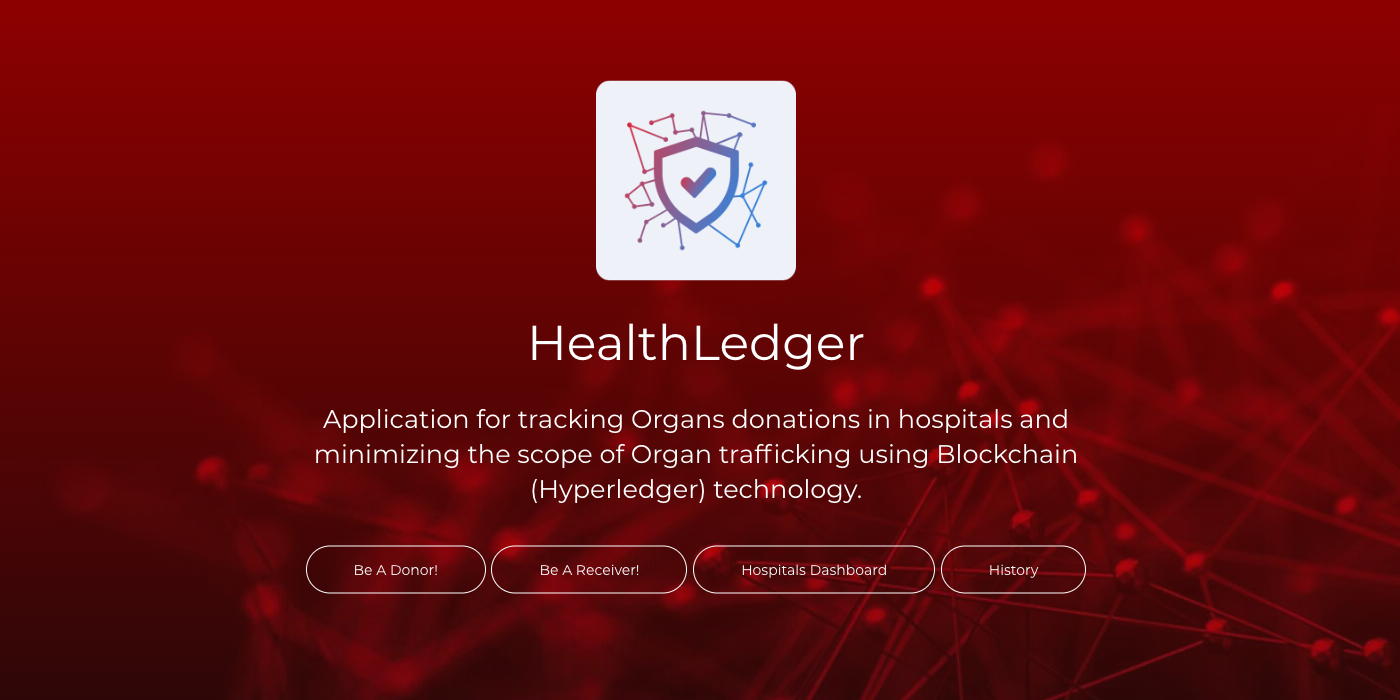 HealthLedger
Application for tracking Organs donations in hospitals and
minimizing the scope of Organ trafficking using Blockchain
(Hyperledger) technology.
Be A Donor!
Be A Receiver!
Hospitals Dashboard
History